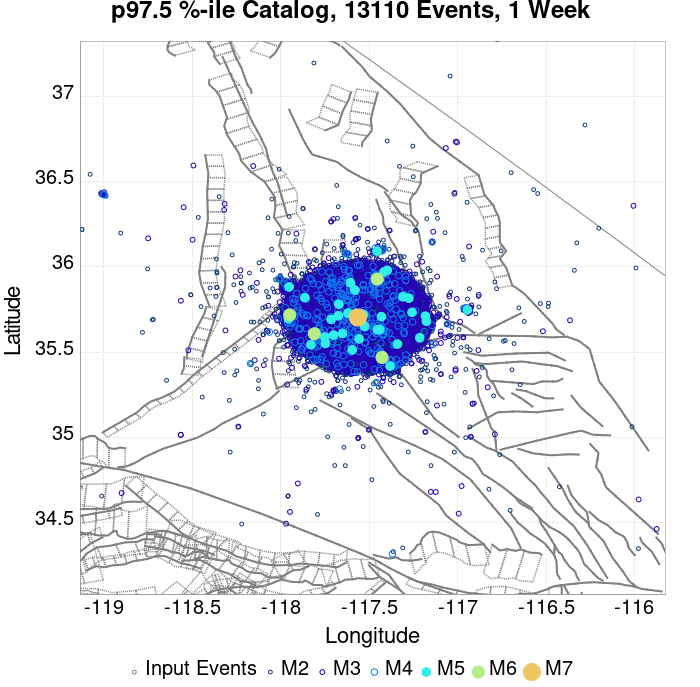 p97.5 %-ile Catalog, 13110 Events, 1 Week
37
36.5
36
35.5
35
34.5
Latitude
-119 -118.5 -118 -117.5 -117 -116.5 -116
Longitude
Input Events M2 M3 M4 M5 M6 M7